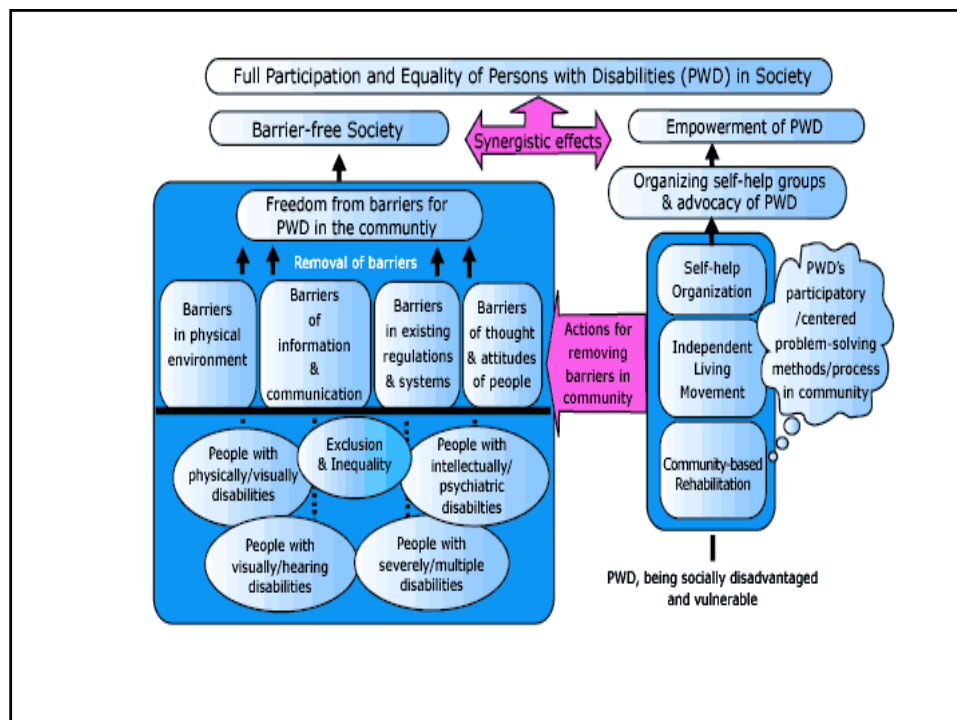 Full Participation and Equality of Persons with Disabilities (PWD) in Society
Barrier-free Society
Synergistic effects
Empowerment of PWD
Organizing self-help groups
& advocacy of PWD
Freedom from barriers for
PWD in the communtiy
Removal of barriers
Barriers
in physical
environment
Barriers
of
information
&
communication
Barriers
in existing
regulations
& systems
Barriers
of thought
& attitudes
of people
Actions for
removing
barriers in
community
Self-help
Organization
Independent
Living
Movement
Community-based
Rehabilitation
PWD's
participatory
/centered
problem-solving
methods/process
in community
People with
physically/visually
disabilities
Exclusion
& Inequality
People with
intellectually/
psychiatric
disabilties
People with
visually/hearing
disabilities
People with
severely/multiple
disabilities
PWD, being socially disadvantaged
and vulnerable